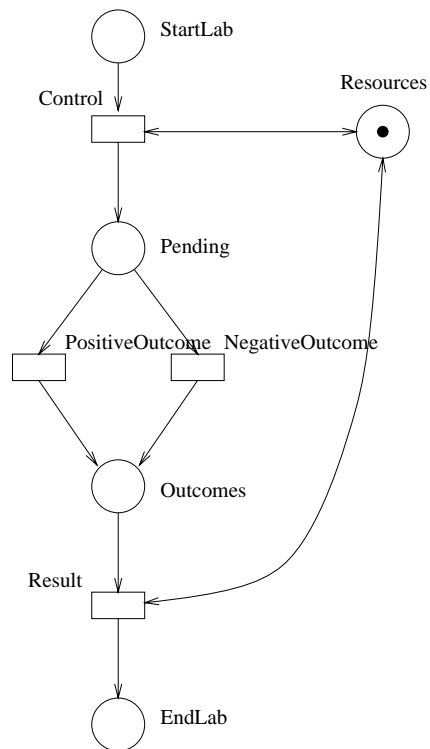 StartLab
Control
Resources
Pending
PositiveOutcome
NegativeOutcome
Outcomes
Result
EndLab